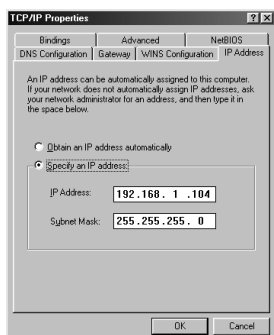 TCP/IP Properties
Bindings Advanced NetBIOS
DNS Configuration Gateway WINS Configuration IP Address
An IP address can be automatically assigned to this computer.
If your network does not automatically assign IP addresses, ask
your network administrator for an address, and then type it in
the space below.
Obtain an IP address automatically
Specify an IP address:
IP Address: 192.168. 1 .104
Subnet Mask: 255.255.255. 0
OK Cancel